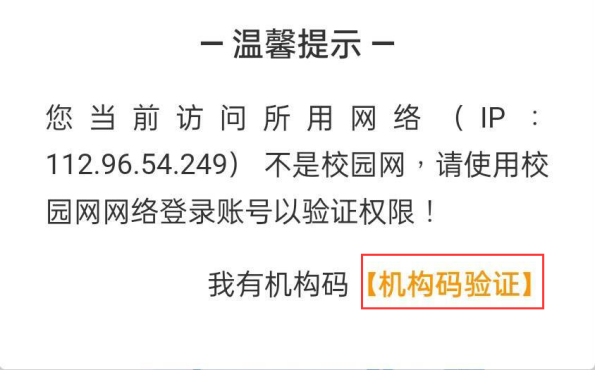 — 温馨提示 —
您当前访问所用网络（IP：
112.96.54.249） 不是校园网，请使用校
园网网络登录账号以验证权限！
我有机构码【机构码验证】